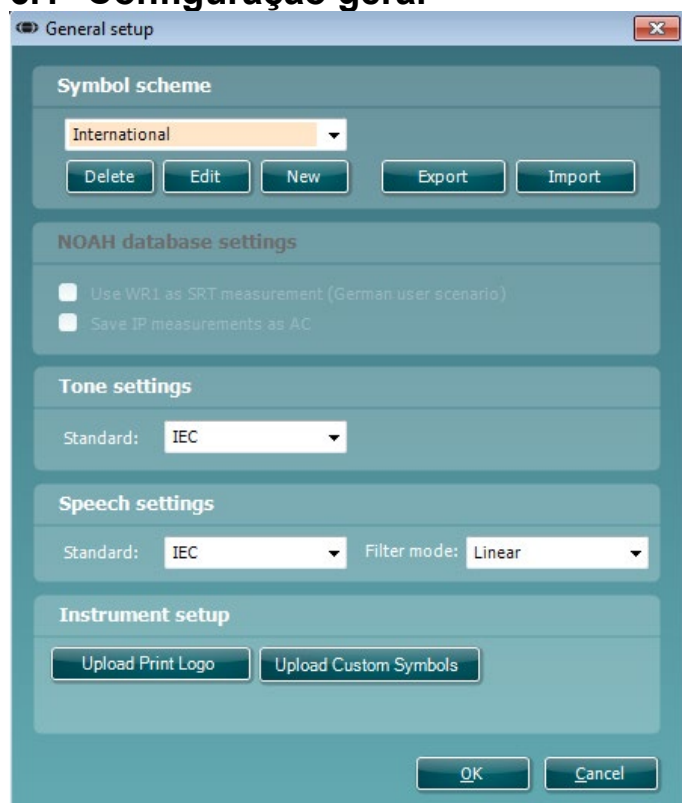 General setup
Symbol scheme
International
Delete Edit New Export Import
NOAH database settings
Use WR1 as SRT measurement (German user scenario)
Save IP measurements as AC
Tone settings
Standard: IEC
Speech settings
Standard: IEC Filter mode: Linear
Instrument setup
Upload Print Logo Upload Custom Symbols
OK Cancel